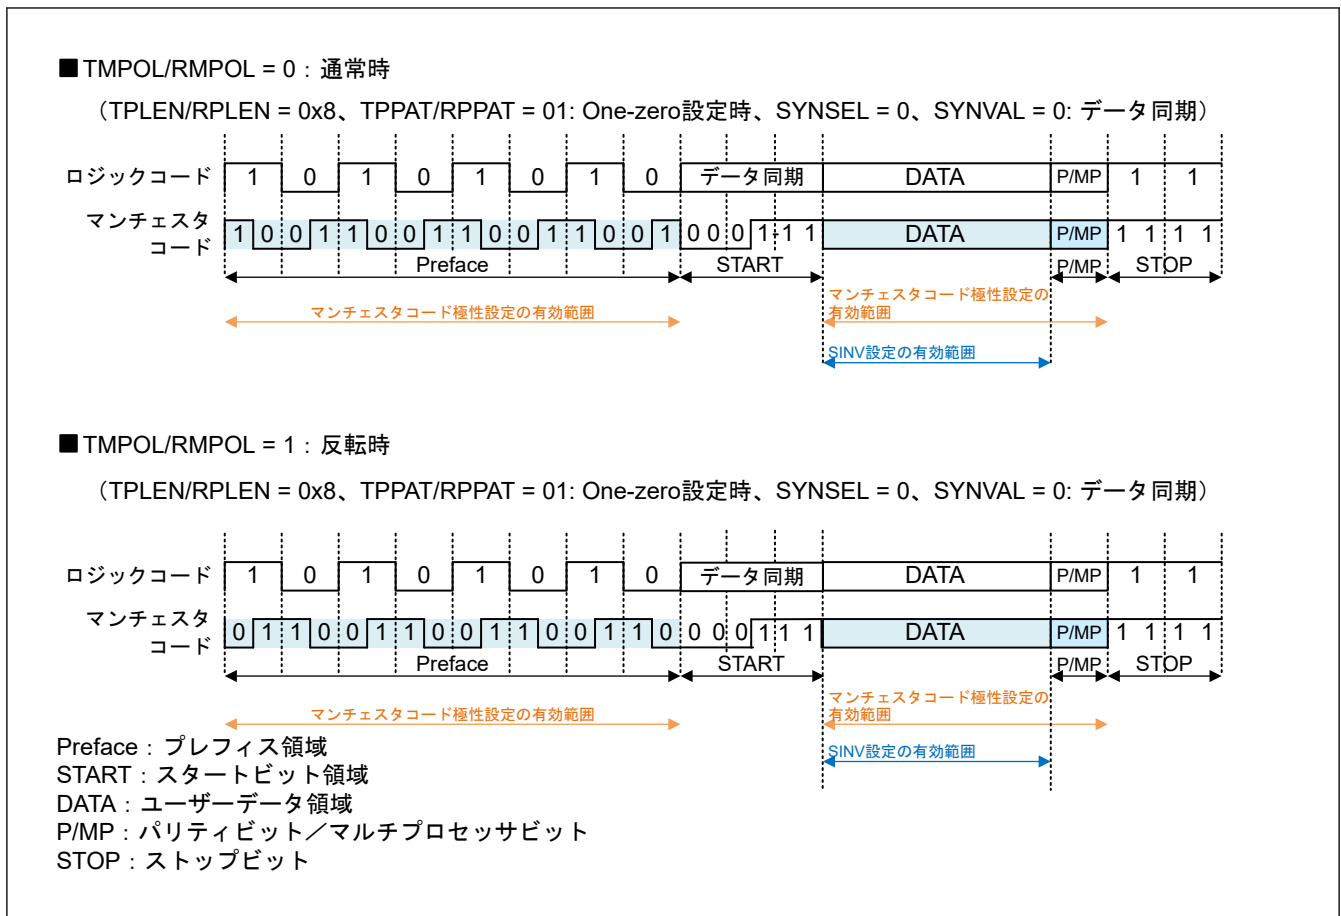 ■TMPOL/RMPOL = 0：通常時
（TPLEN/RPLEN = 0x8、TPPAT/RPPAT = 01: One-zero設定時、SYNSEL = 0、SYNVAL = 0: データ同期）
ロジックコード 1 0 1 0 1 0 1 0 データ同期 DATA P/MP 1 1
マンチェスタ
コード
1 0 0 1 1 0 0 1 1 0 0 1 1 0 0 1 0 0 0 1 1 1 DATA P/MP 1 1 1 1
Preface START P/MP STOP
マンチェスタコード極性設定の有効範囲
マンチェスタコード極性設定の
有効範囲
SINV設定の有効範囲
■TMPOL/RMPOL = 1：反転時
（TPLEN/RPLEN = 0x8、TPPAT/RPPAT = 01: One-zero設定時、SYNSEL = 0、SYNVAL = 0: データ同期）
ロジックコード 1 0 1 0 1 0 1 0 データ同期 DATA P/MP 1 1
マンチェスタ
コード
0 1 1 0 0 1 1 0 0 1 1 0 0 1 1 0 0 0 0 1 1 1 DATA P/MP 1 1 1 1
Preface START P/MP STOP
マンチェスタコード極性設定の有効範囲
マンチェスタコード極性設定の
有効範囲
SINV設定の有効範囲
Preface：プレフィス領域
START：スタートビット領域
DATA：ユーザーデータ領域
P/MP：パリティビット／マルチプロセッサビット
STOP：ストップビット